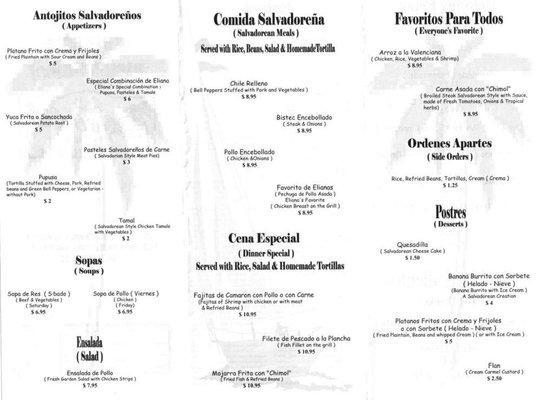 Antojitos Salvadoreños
( Appetizers )
Platano Frito con Crema y Frijoles
( Fried Plaintain with Sour Cream and Beans )
$ 5
Especial Combinación de Eliana
( Eliana's Special Combination :
Pupusas, Pasteles & Tamale
$ 6
Yuca Frita o Sancochada
( Salvadorean Potato Root )
$ 5
Pasteles Salvadoreños de Carne
( Salvadorian Style Meat Pies)
$ 3
Pupusa
(Tortilla Stuffed with Cheese, Pork, Refried
beans and Green Bell Peppers, or Vegetarian
without Pork)
$ 2
Tamal
( Salvadorean Style Chicken Tamale
with Vegetables )
$ 2
Sopas
( Soups )
Sopa de Res ( Sábado )
( Beef & Vegetables )
( Saturday )
$ 6.95
Sopa de Pollo ( Viernes )
( Chicken )
( Friday)
$ 6.95
Ensalada
( Salad )
Ensalada de Pollo
( Fresh Garden Salad with Chicken Strips )
$ 7.95
Comida Salvadoreña
( Salvadorean Meals )
Served with Rice, Beans, Salad & Homemade Tortilla
Chile Relleno
( Bell Peppers Stuffed with Pork and Vegetables )
$ 8.95
Bistec Encebollado
( Steak & Onions )
$ 8.95
Pollo Encebollado
( Chicken &Onions )
$ 8.95
Favorito de Elianas
( Pechuga de Pollo Asada )
Eliana's Favorite
( Chicken Breast on the Grill )
$ 8.95
Cena Especial
( Dinner Special )
Served with Rice, Salad & Homemade Tortillas
Fajitas de Camaron con Pollo o con Carne
(Fajitas of Shrimp with chicken or with meat
& Refried Beans )
$ 10.95
Filete de Pescado a la Plancha
( Fish Fillet on the grill )
$ 10.95
Mojarra Frita con "Chimol"
( Fried Fish & Refried Beans )
$ 10.95
Favoritos Para Todos
( Everyone's Favorite )
Arroz a la Valenciana
( Chicken, Rice, Vegetables & Shrimp)
$ 8.95
Carne Asada con "Chimol"
( Broiled Steak Salvadorean Style with Sauce,
made of Fresh Tomatoes, Onions & Tropical
herbs)
$ 8.95
Ordenes Apartes
( Side Orders )
Rice, Refried Beans, Tortillas, Cream ( Crema )
$ 1.25
Postres
( Desserts )
Quesadilla
( Salvadorean Cheese Cake )
$ 1.50
Banana Burrito con Sorbete
( Helado - Nieve )
(Banana Burrito with Ice Cream )
A Salvadorean Creation
$ 4
Platanos Fritos con Crema y Frijoles
o con Sorbete ( Helado - Nieve )
( Fried Plaintain, Beans and whipped Cream ) ( or with Ice Cream )
$ 5
Flan
( Cream Carmel Custard )
$ 2.50